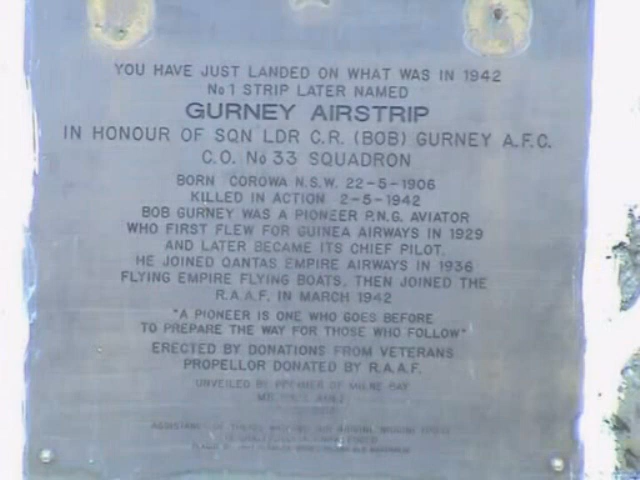 YOU HAVE JUST LANDED ON WHAT WAS IN 1942
No 1 STRIP LATER NAMED
GURNEY AIRSTRIP
IN HONOUR OF SQN LDR C.R. (BOB) GURNEY A.F.C.
C.O. No 33 SQUADRON
BORN COROWA N.S.W. 22-5-1906
KILLED IN ACTION 2-5-1942
BOB GURNEY WAS A PIONEER P.N.G. AVIATOR
WHO FIRST FLEW FOR GUINEA AIRWAYS IN 1929
AND LATER BECAME ITS CHIEF PILOT.
HE JOINED QANTAS EMPIRE AIRWAYS IN 1936
FLYING EMPIRE FLYING BOATS, THEN JOINED THE
R.A.A.F. IN MARCH 1942
"A PIONEER IS ONE WHO GOES BEFORE
TO PREPARE THE WAY FOR THOSE WHO FOLLOW"
ERECTED BY DONATIONS FROM VETERANS
PROPELLOR DONATED BY R.A.A.F.
UNVEILED BY PREMIER OF MILNE BAY